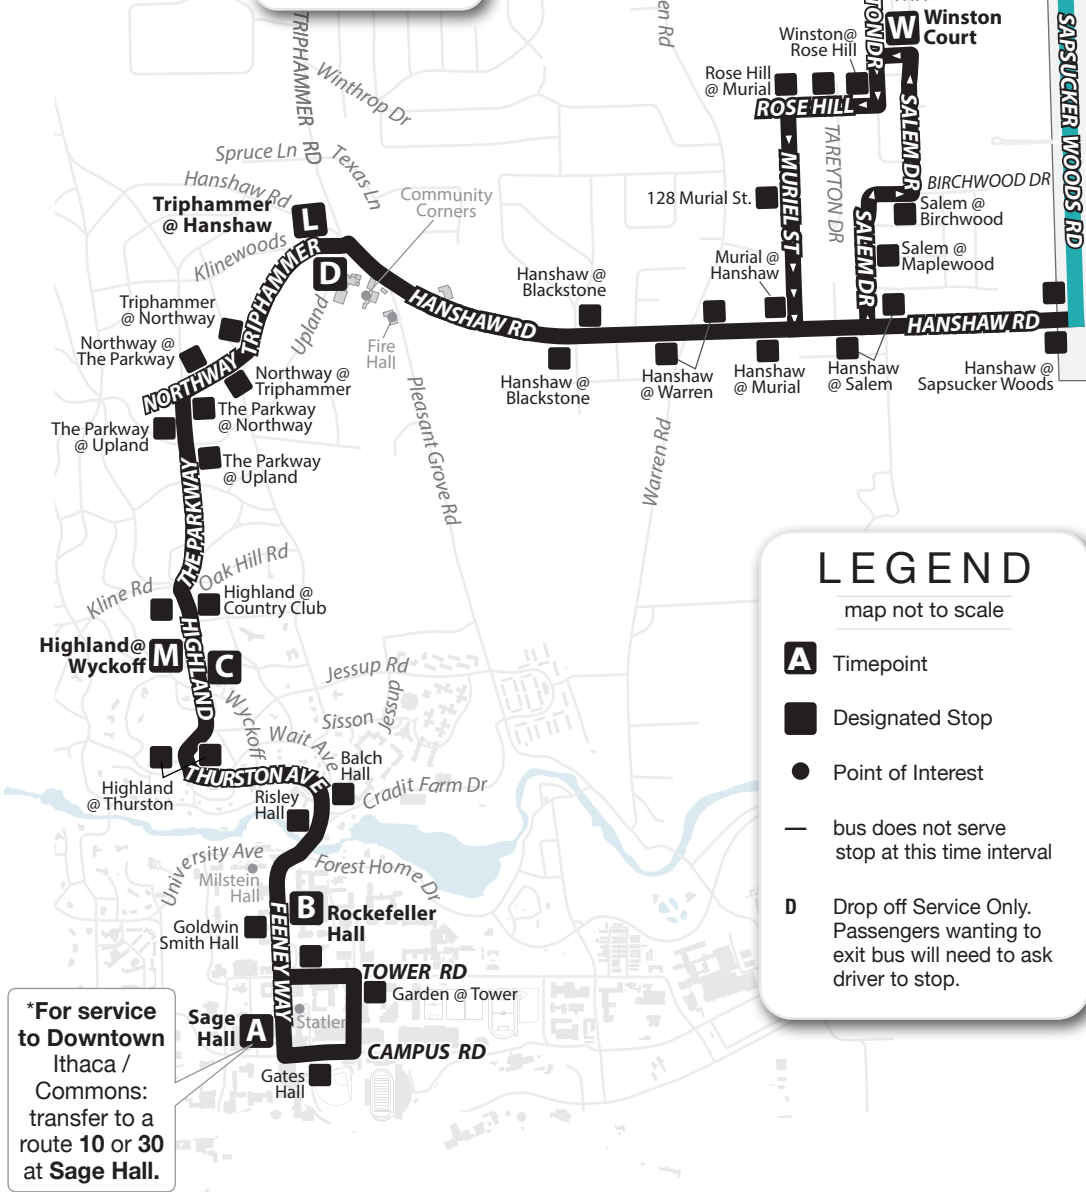 TRIPHAMMER RD
Winthrop Dr
en Rd
Winston@
Rose Hill
TON DR
W
Winston
Court
SAPSUCKER WOODS RD
Rose Hill
@ Murial
ROSE HILL
SALEM DR
TAREYTON DR
Spruce Ln
Texas Ln
Hanshaw Rd
Community
Corners
128 Murial St.
MURIEL ST
BIRCHWOOD DR
Salem @
Birchwood
Triphammer
@ Hanshaw
L
Klinewoods
D
TRIPHAMMER
SALEM DR
Salem @
Maplewood
Murial @
Hanshaw
Hanshaw @
Blackstone
Triphammer
@ Northway
Upland
HANSHAW RD
HANSHAW RD
Fire
Hall
Northway @
The Parkway
NORTHWAY
Northway @
Triphammer
Hanshaw @
Blackstone
Hanshaw
@ Warren
Hanshaw
@ Murial
Hanshaw
@ Salem
Hanshaw @
Sapsucker Woods
The Parkway
@ Northway
The Parkway
@ Upland
The Parkway
@ Upland
Pleasant Grove Rd
Warren Rd
THE PARKWAY
Oak Hill Rd
Kline Rd
Highland @
Country Club
Highland@
Wyckoff
M
C
HIGHLAND
Jessup Rd
Jessup
Wyckoff
Sisson
Wait Ave
Balch
Hall
THURSTON AVE
Highland
@ Thurston
Risley
Hall
Cradit Farm Dr
University Ave
Milstein
Hall
Forest Home Dr
B
Rockefeller
Hall
Goldwin
Smith Hall
FEENEY WAY
TOWER RD
Garden @ Tower
Sage
Hall
A
Statler
CAMPUS RD
Gates
Hall
*For service
to Downtown
Ithaca /
Commons:
transfer to a
route 10 or 30
at Sage Hall.
LEGEND
map not to scale
A Timepoint
Designated Stop
Point of Interest
— bus does not serve
stop at this time interval
D Drop off Service Only.
Passengers wanting to
exit bus will need to ask
driver to stop.